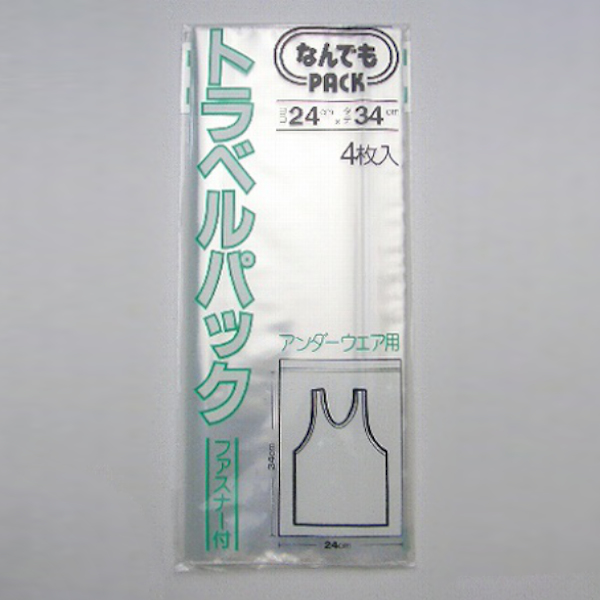 なんでも
PACK
ヨコ24cm×タテ34cm
4枚入
トラベルパック
ファスナー付
アンダーウエア用
34cm
24cm